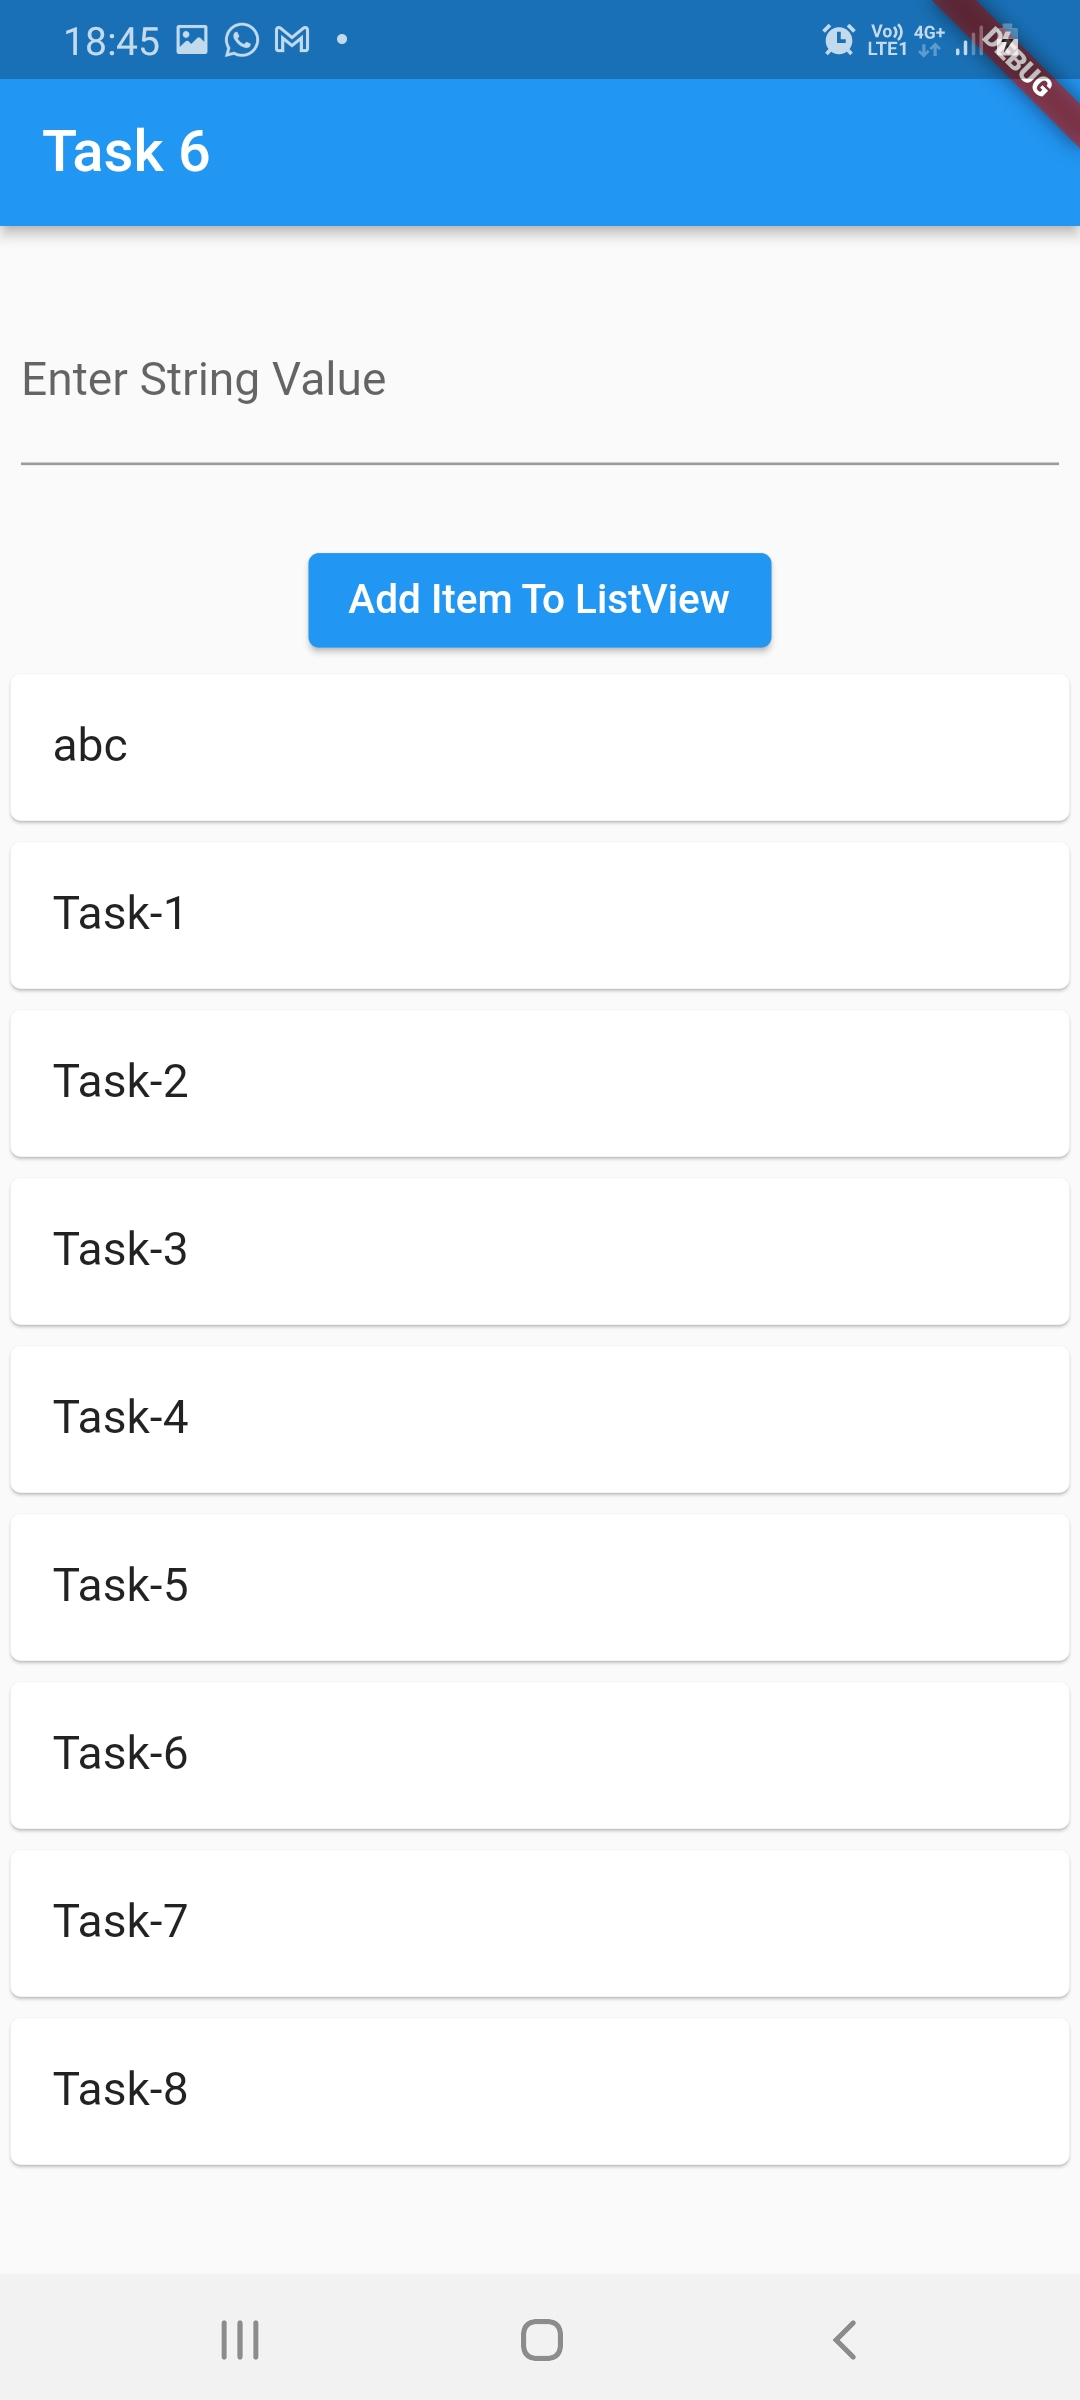 18:45
Vo)) 4G+
LTE1
DEBUG
Task 6
Enter String Value
Add Item To ListView
abc
Task-1
Task-2
Task-3
Task-4
Task-5
Task-6
Task-7
Task-8